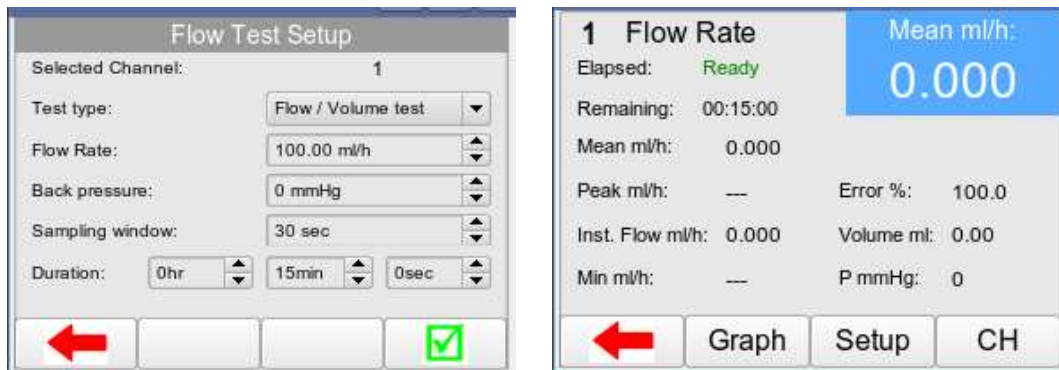 Flow Test Setup
Selected Channel: 1
Test type: Flow / Volume test
Flow Rate: 100.00 ml/h
Back pressure: 0 mmHg
Sampling window: 30 sec
Duration: 0hr 15min 0sec
1 Flow Rate
Mean ml/h:
0.000
Elapsed: Ready
Remaining: 00:15:00
Mean ml/h: 0.000
Peak ml/h: --- Error %: 100.0
Inst. Flow ml/h: 0.000 Volume ml: 0.00
Min ml/h: --- P mmHg: 0
Graph Setup CH